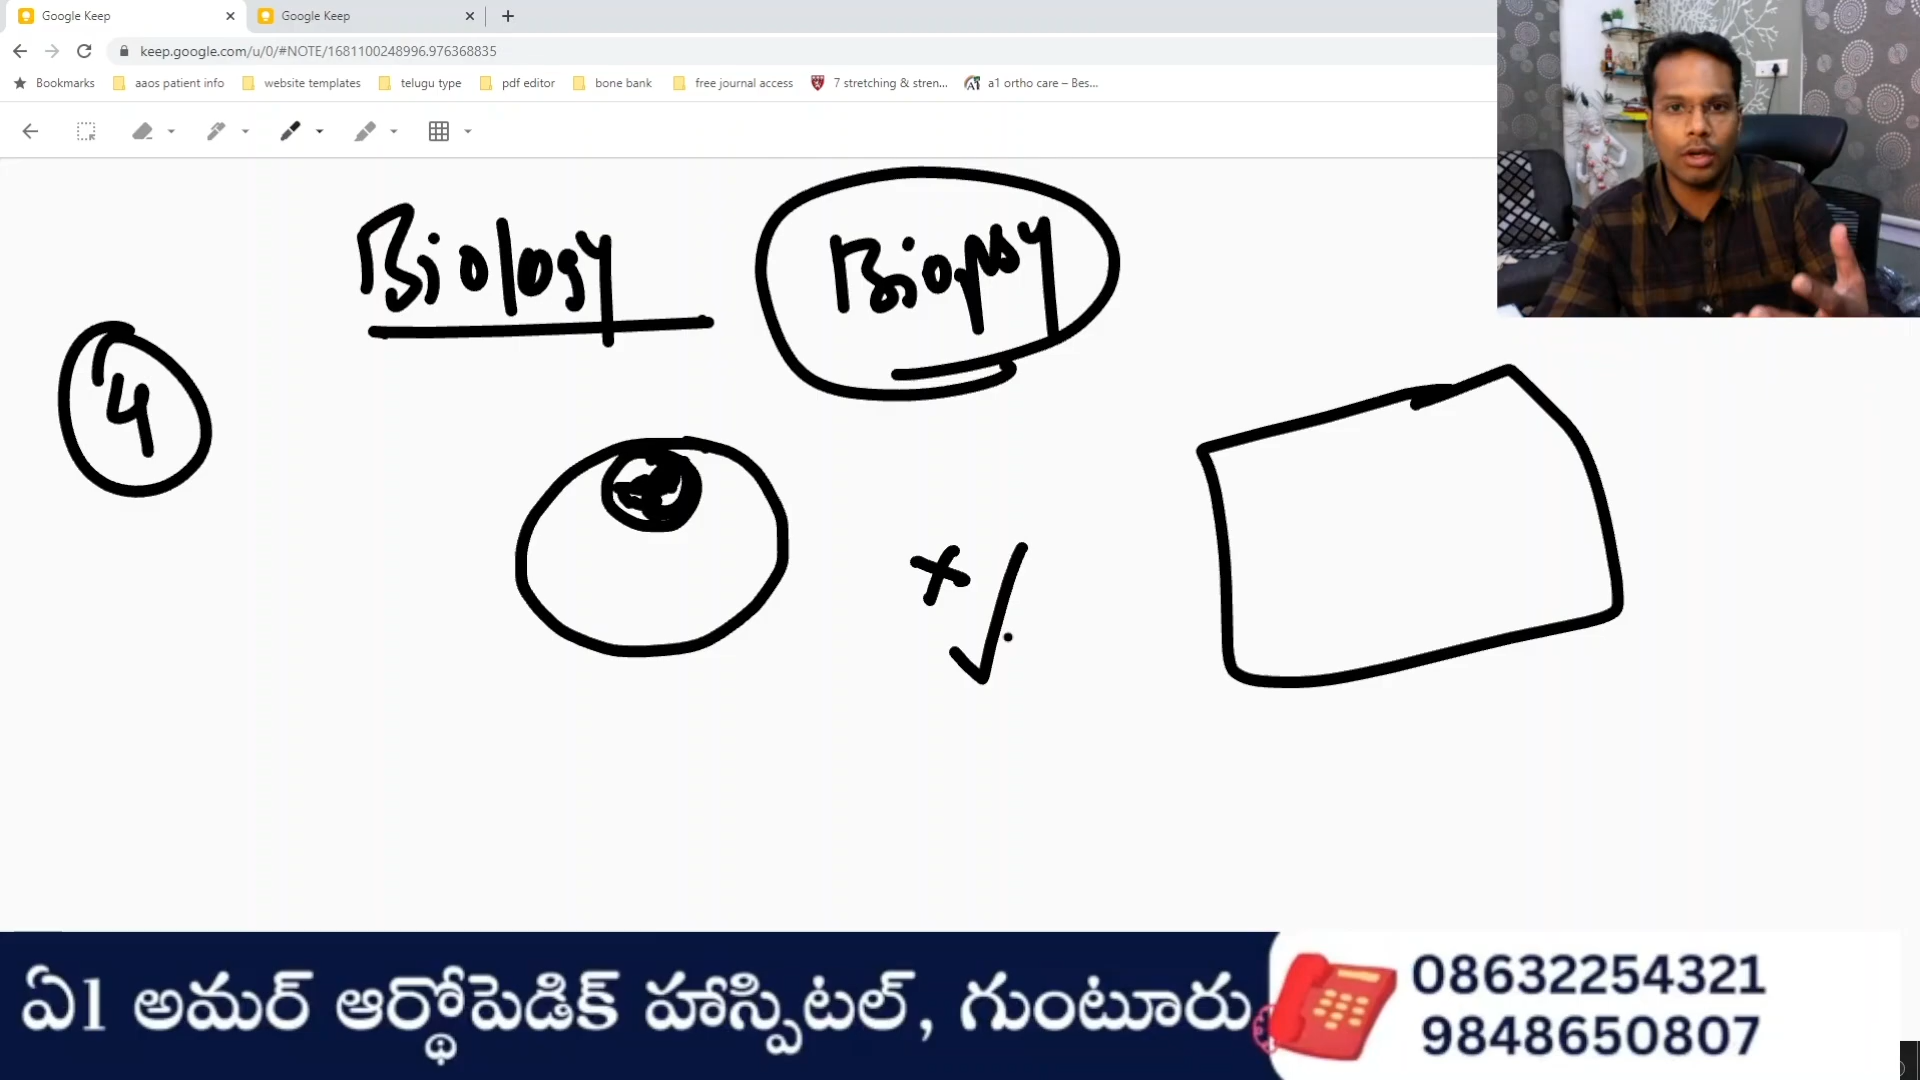 Google Keep
Google Keep
keep.google.com/u/0/#NOTE/1681100248996.976368835
Bookmarks aaos patient info website templates telugu type pdf editor bone bank free journal access 7 stretching & stren... a1 ortho care – Bes...
Biology Biopsy
4
ఏ1 అమర్ ఆర్థోపెడిక్ హాస్పిటల్, గుంటూరు
08632254321
9848650807